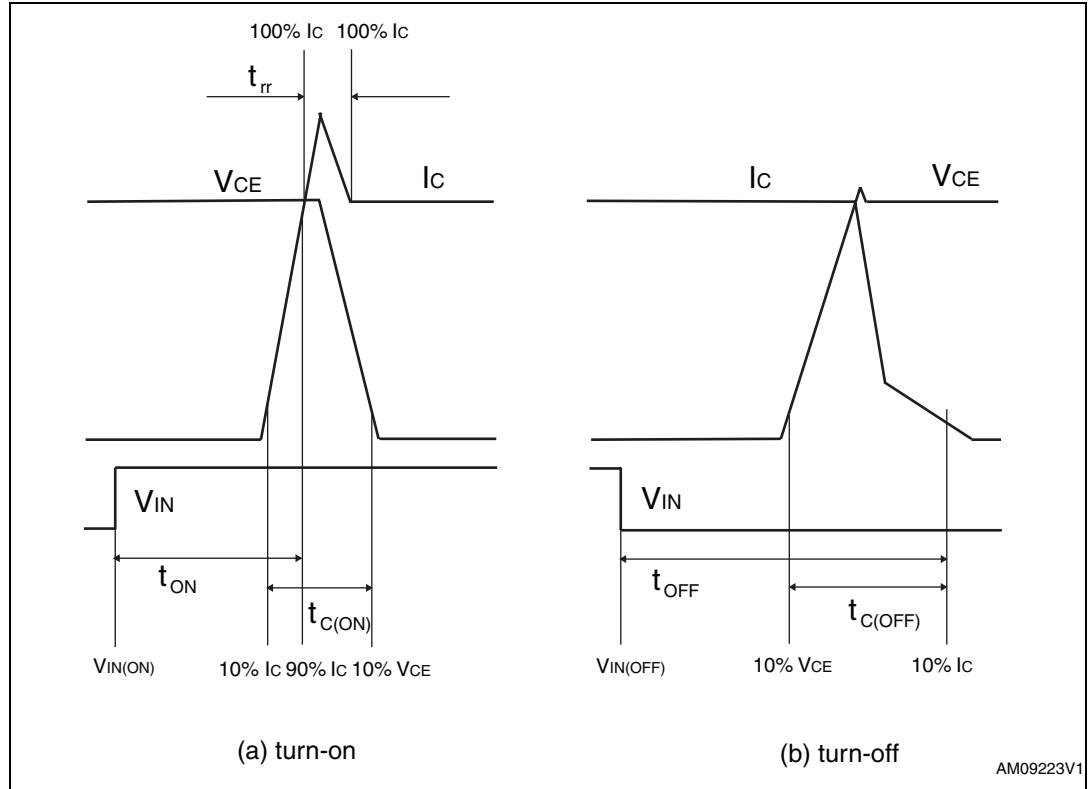 100% IC 100% IC
trr
VCE IC
VIN
tON
tC(ON)
VIN(ON) 10% IC 90% IC 10% VCE
(a) turn-on
IC VCE
VIN
tOFF
tC(OFF)
VIN(OFF) 10% VCE 10% IC
(b) turn-off
AM09223V1